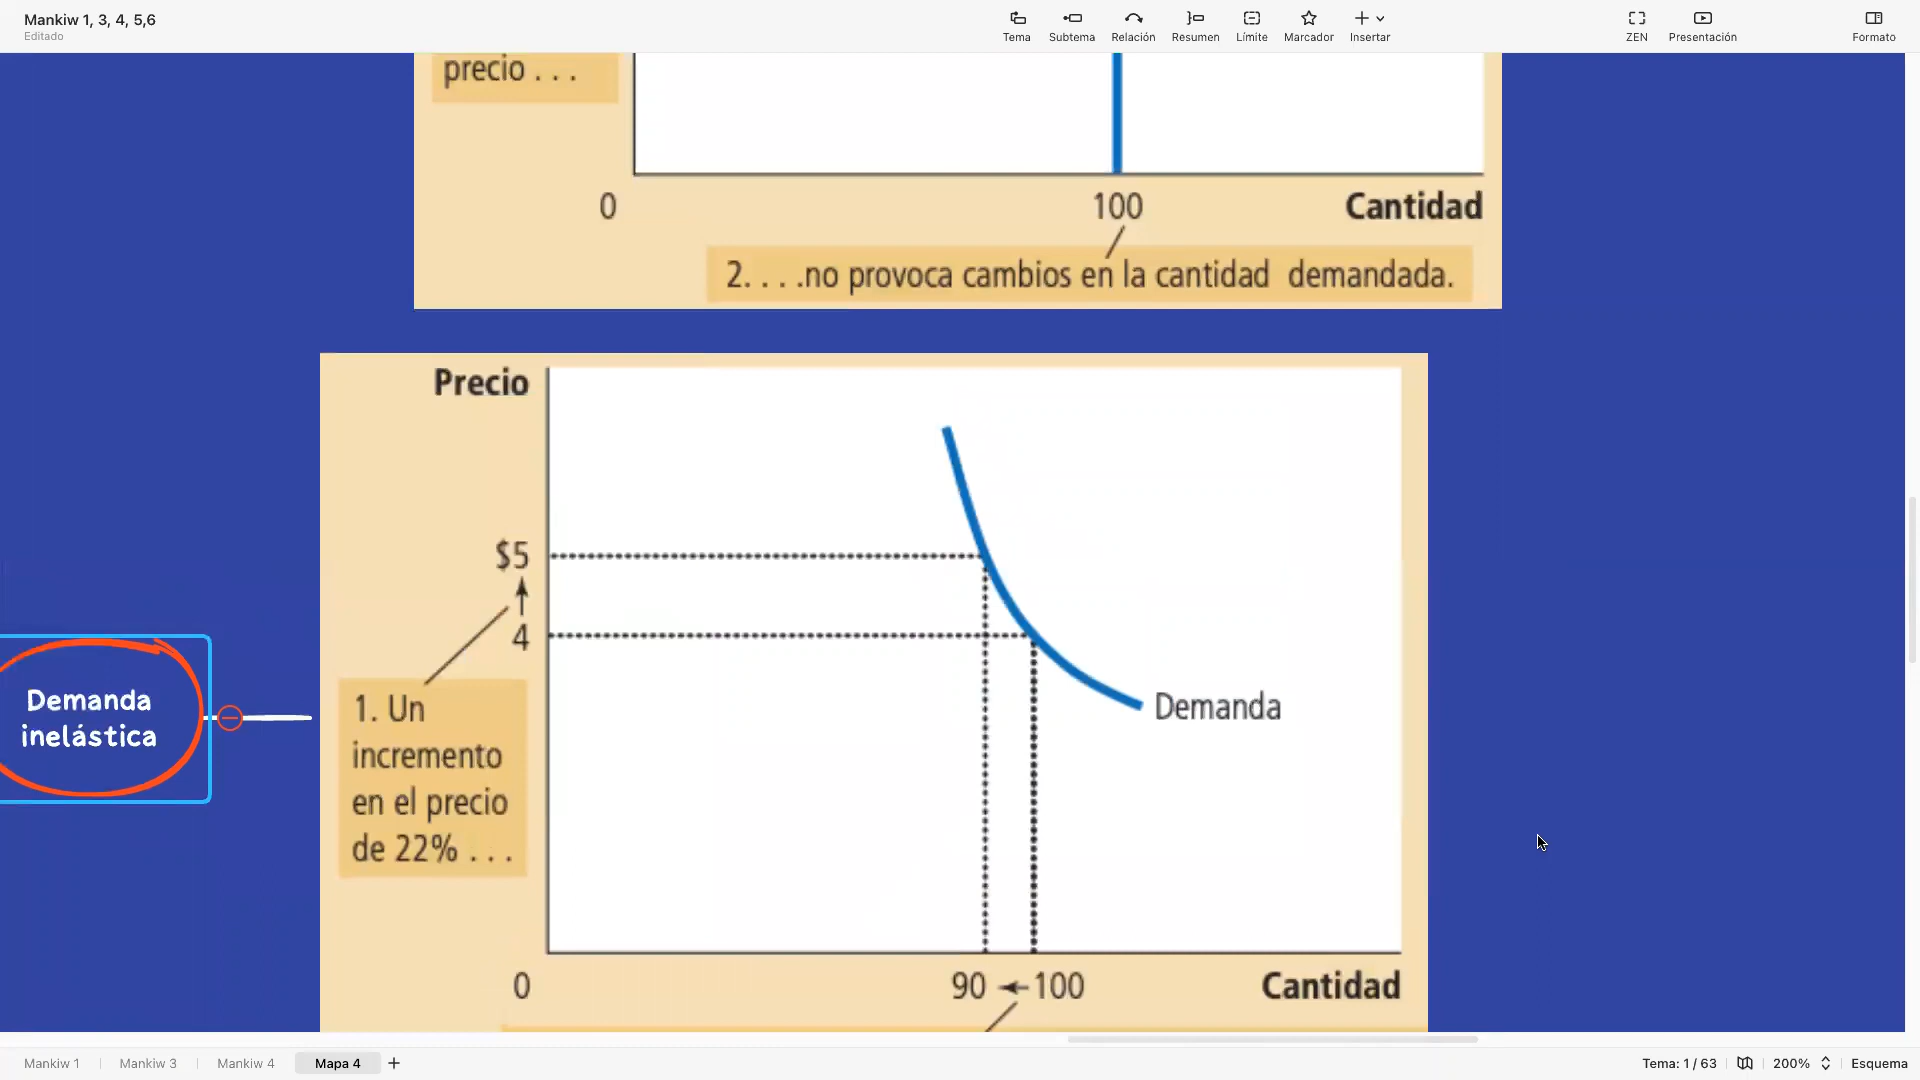 Mankiw 1, 3, 4, 5,6
Editado
Tema
Subtema
Relación
Resumen
Límite
Marcador
Insertar
ZEN
Presentación
Formato
precio . . .
0
100
Cantidad
2. . . .no provoca cambios en la cantidad demandada.
Precio
$5
4
1. Un
incremento
en el precio
de 22% . . .
Demanda
0
90
100
Cantidad
Demanda
inelástica
Mankiw 1
Mankiw 3
Mankiw 4
Mapa 4
Tema: 1 / 63
200%
Esquema